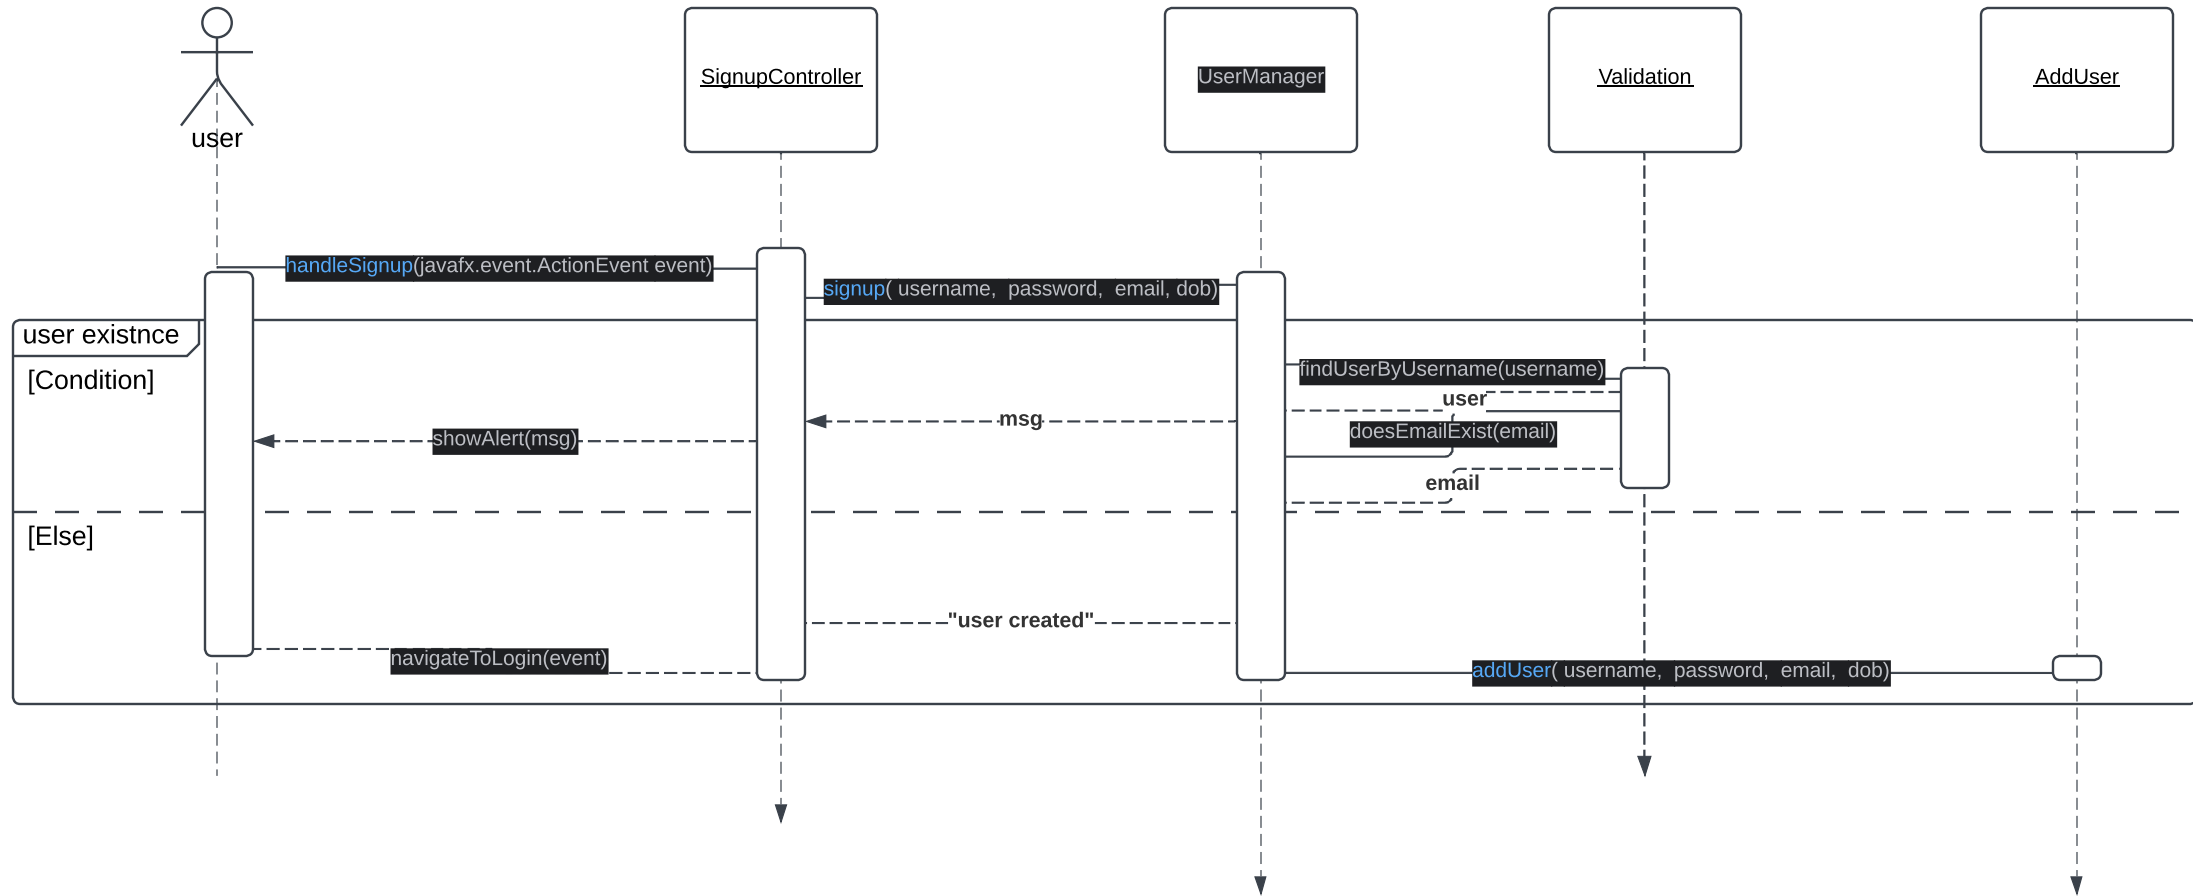 user
SignupController
UserManager
Validation
AddUser
handleSignup(javafx.event.ActionEvent event)
signup( username,  password,  email, dob)
user existnce
[Condition]
findUserByUsername(username)
user
msg
doesEmailExist(email)
showAlert(msg)
email
[Else]
"user created"
navigateToLogin(event)
addUser( username,  password,  email,  dob)